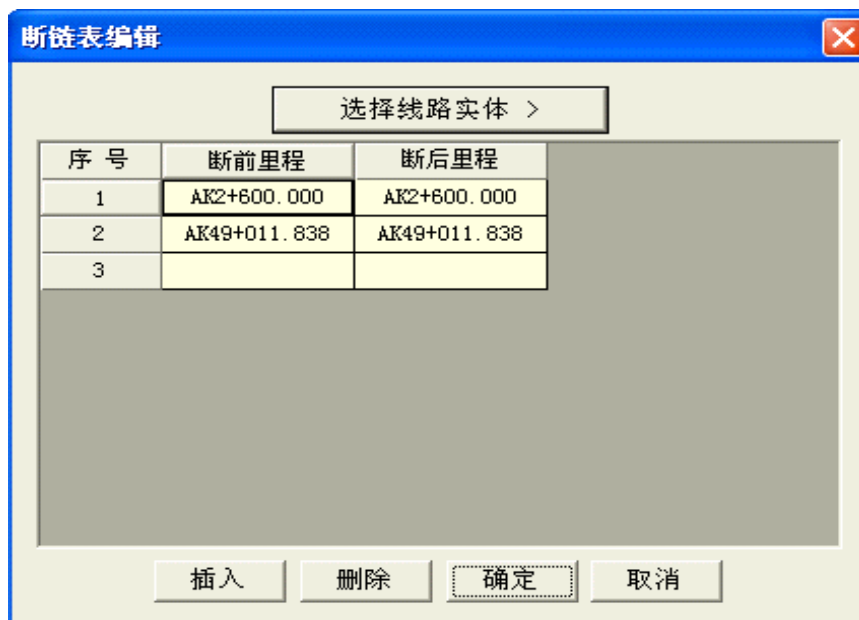 断链表编辑
选择线路实体 >
序 号 断前里程 断后里程
1 AK2+600.000 AK2+600.000
2 AK49+011.838 AK49+011.838
3
插入 删除 确定 取消